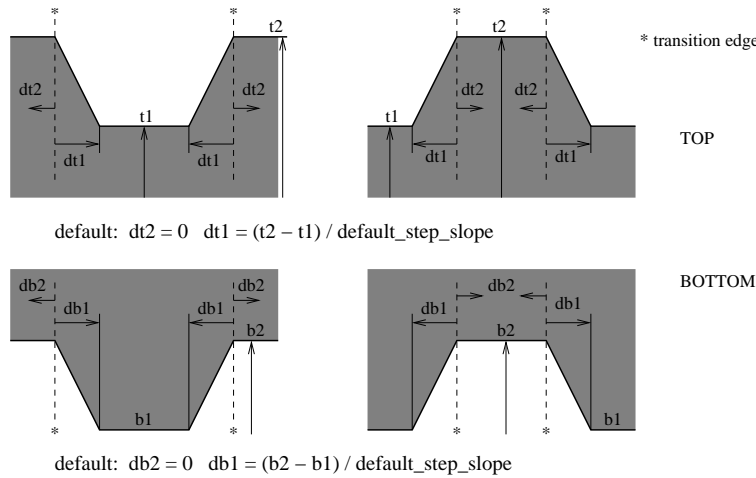 * * * *
t2 t2
* transition edge
dt2 dt2 dt2 dt2
t1 t1
dt1 dt1 dt1 dt1
TOP
default: dt2 = 0 dt1 = (t2 − t1) / default_step_slope
BOTTOM
db2 db2 db2
db1 db1 db1 db1
b2 b2
b1 b1
* * * *
default: db2 = 0 db1 = (b2 − b1) / default_step_slope